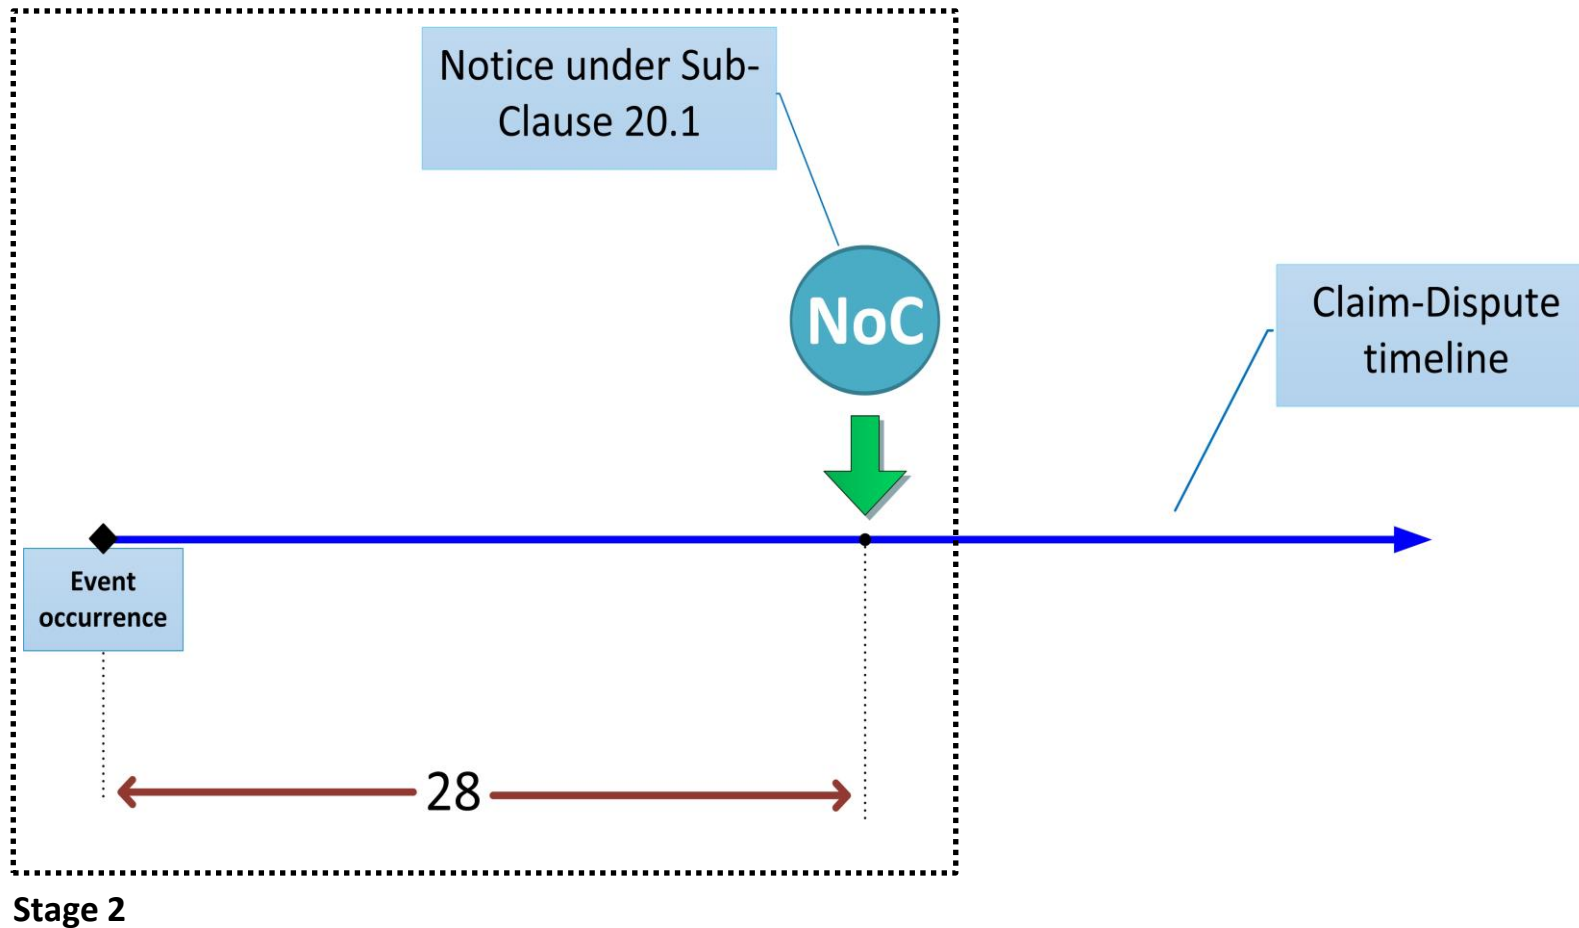 Notice under Sub-
Clause 20.1
NoC
Claim-Dispute
timeline
Event
occurrence
28
Stage 2